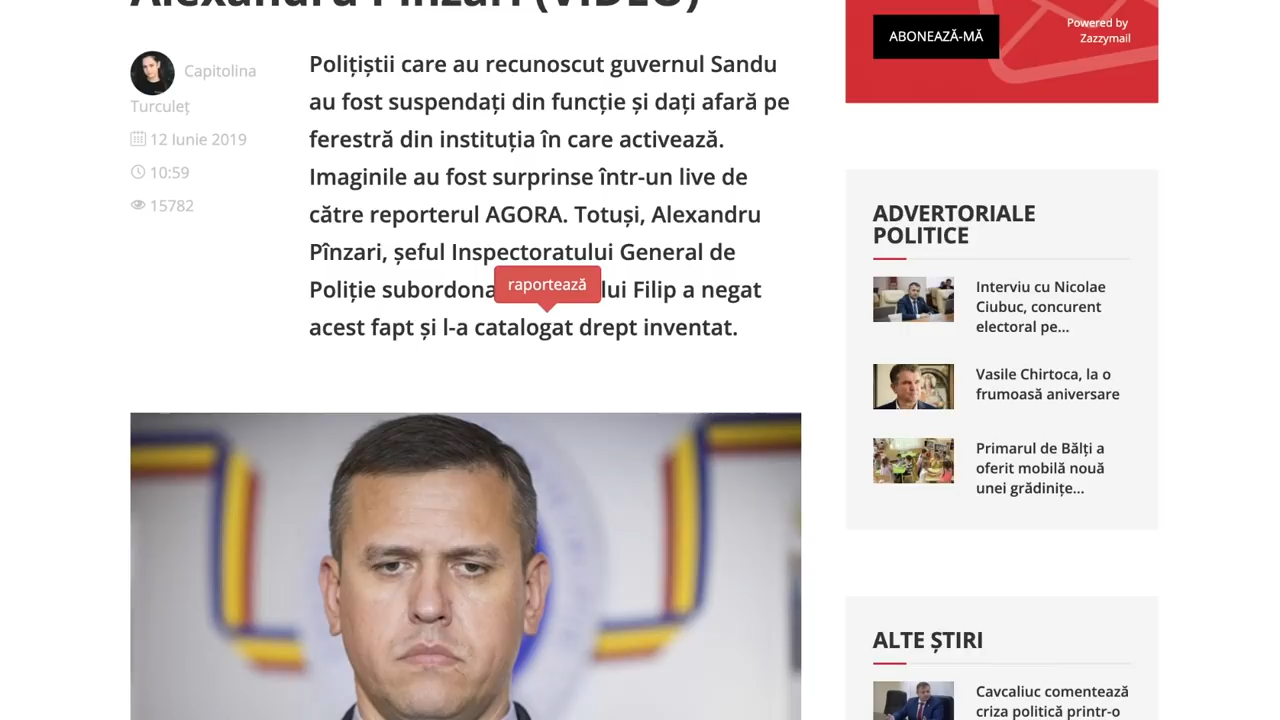 Alexandru Pînzari (VIDEO)
Capitolina
Turculeț
12 Iunie 2019
10:59
15782
Polițiștii care au recunoscut guvernul Sandu
au fost suspendați din funcție și dați afară pe
ferestră din instituția în care activează.
Imaginile au fost surprinse într-un live de
către reporterul AGORA. Totuși, Alexandru
Pînzari, șeful Inspectoratului General de
Poliție subordona lui Filip a negat
raportează
acest fapt și l-a catalogat drept inventat.
ABONEAZĂ-MĂ
Powered by
Zazzymail
ADVERTORIALE
POLITICE
Interviu cu Nicolae
Ciubuc, concurent
electoral pe...
Vasile Chirtoca, la o
frumoasă aniversare
Primarul de Bălți a
oferit mobilă nouă
unei grădinițe...
ALTE ȘTIRI
Cavcaliuc comentează
criza politică printr-o